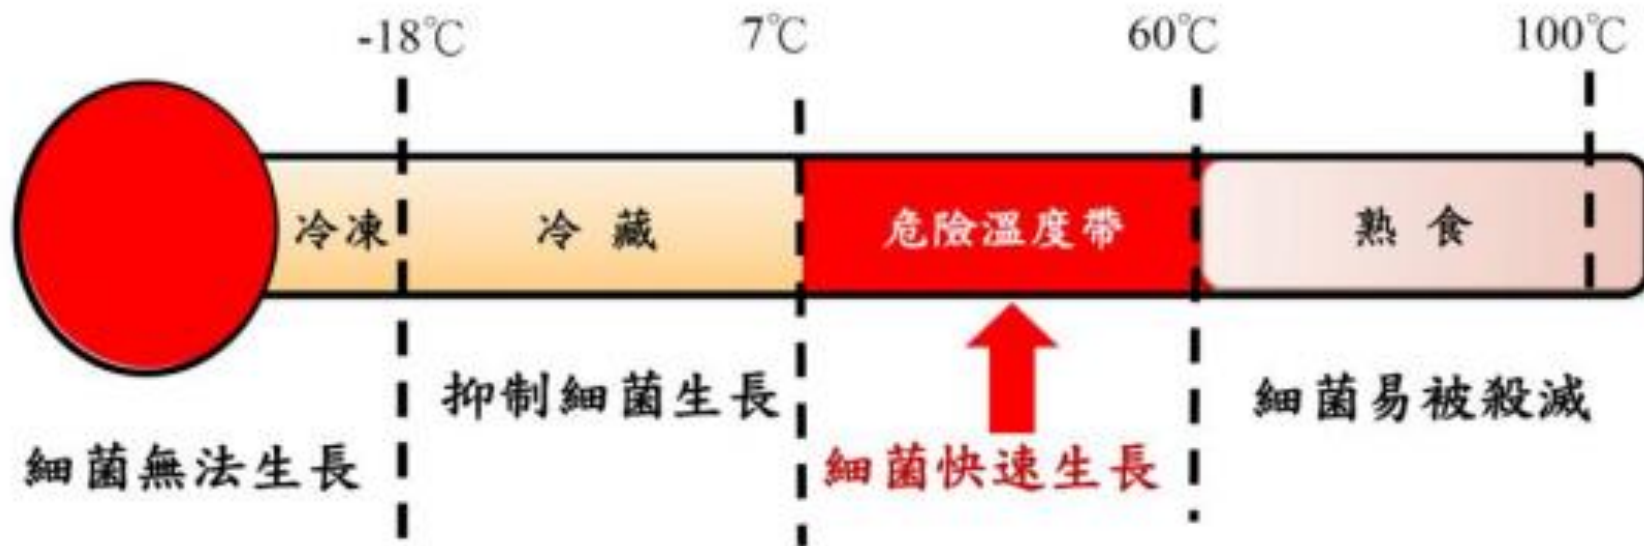 -18℃ 7℃ 60℃ 100℃
冷凍 冷藏 危險溫度帶 熟食
抑制細菌生長 細菌易被殺滅
細菌無法生長 細菌快速生長